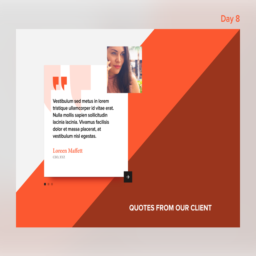 Day 8
Vestibulum sed metus in lorem
tristique ullamcorper id vitae erat.
Nulla mollis sapien sollicitudin
lacinia lacinia. Vivamus facilisis
dolor et massa placerat, at
vestibulum nisl egestas.
Lorenz Maffett
QUOTES FROM OUR CLIENT